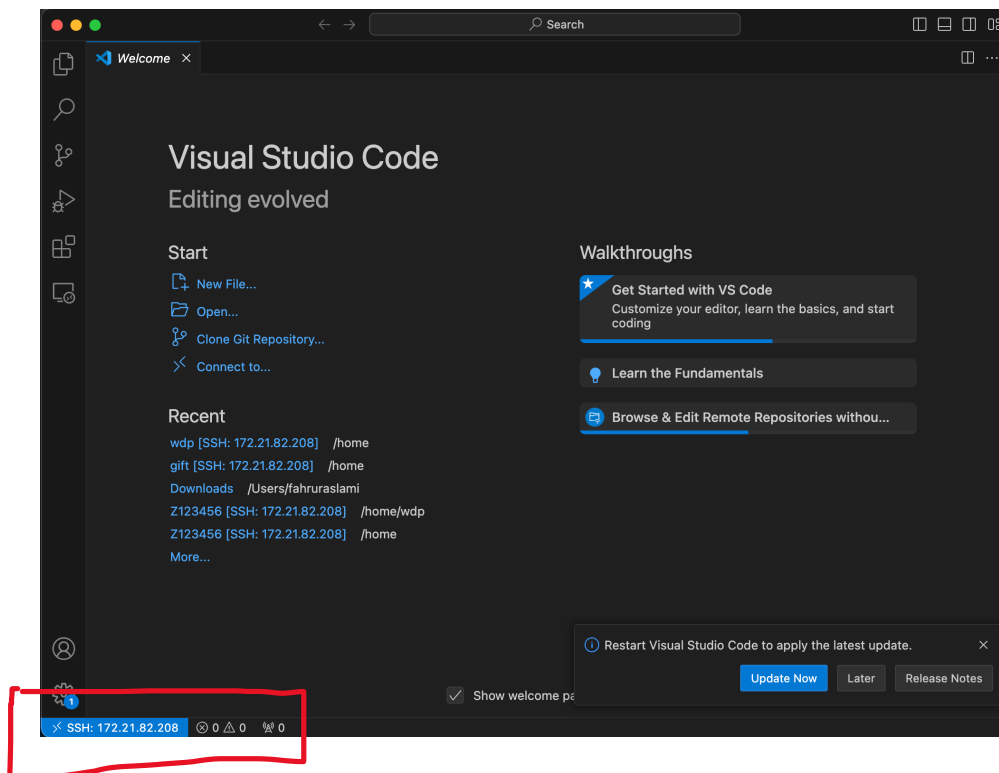 Search
Welcome
Visual Studio Code
Editing evolved
Start
New File...
Open...
Clone Git Repository...
Connect to...
Recent
wdp [SSH: 172.21.82.208] /home
gift [SSH: 172.21.82.208] /home
Downloads /Users/fahruraslami
Z123456 [SSH: 172.21.82.208] /home/wdp
Z123456 [SSH: 172.21.82.208] /home
More...
Walkthroughs
Get Started with VS Code
Customize your editor, learn the basics, and start
coding
Learn the Fundamentals
Browse & Edit Remote Repositories withou...
Restart Visual Studio Code to apply the latest update.
Update Now Later Release Notes
Show welcome pa
1
SSH: 172.21.82.208 0 0 0